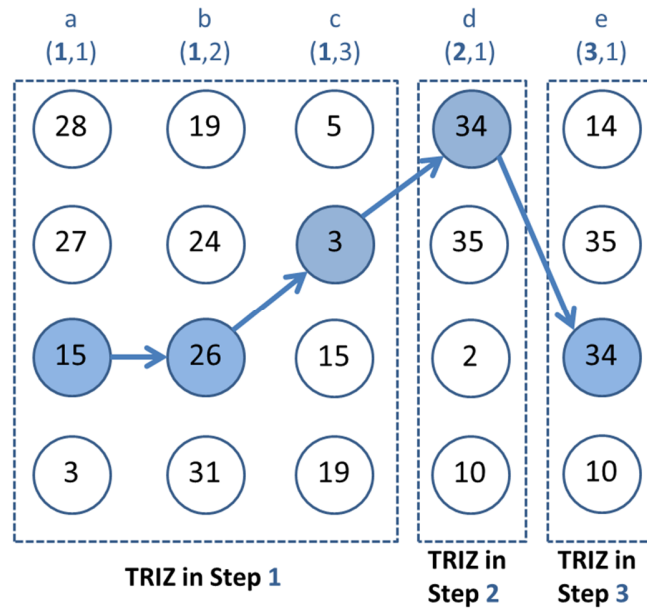 a b c d e
(1,1) (1,2) (1,3) (2,1) (3,1)
28 19 5 34 14
27 24 3 35 35
15 26 15 2 34
3 31 19 10 10
TRIZ in Step 1
TRIZ in
Step 2
TRIZ in
Step 3